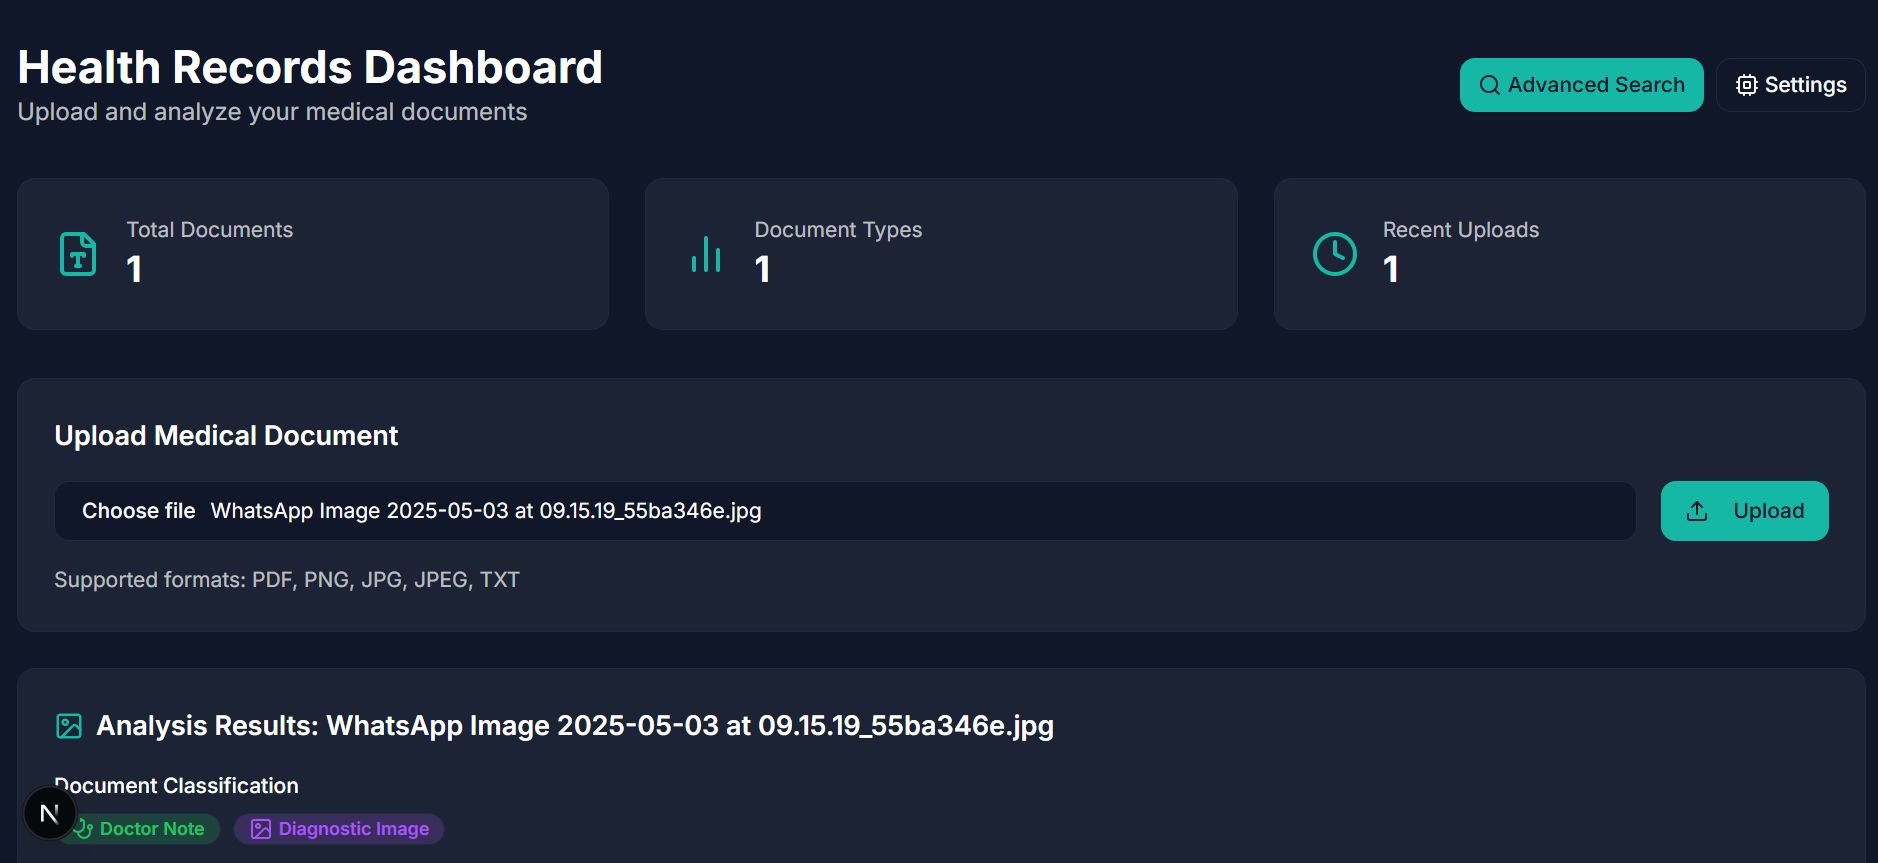 Health Records Dashboard
Upload and analyze your medical documents
Advanced Search
Settings
Total Documents
1
Document Types
1
Recent Uploads
1
Upload Medical Document
Choose file WhatsApp Image 2025-05-03 at 09.15.19_55ba346e.jpg
Upload
Supported formats: PDF, PNG, JPG, JPEG, TXT
Analysis Results: WhatsApp Image 2025-05-03 at 09.15.19_55ba346e.jpg
Document Classification
N
Doctor Note
Diagnostic Image